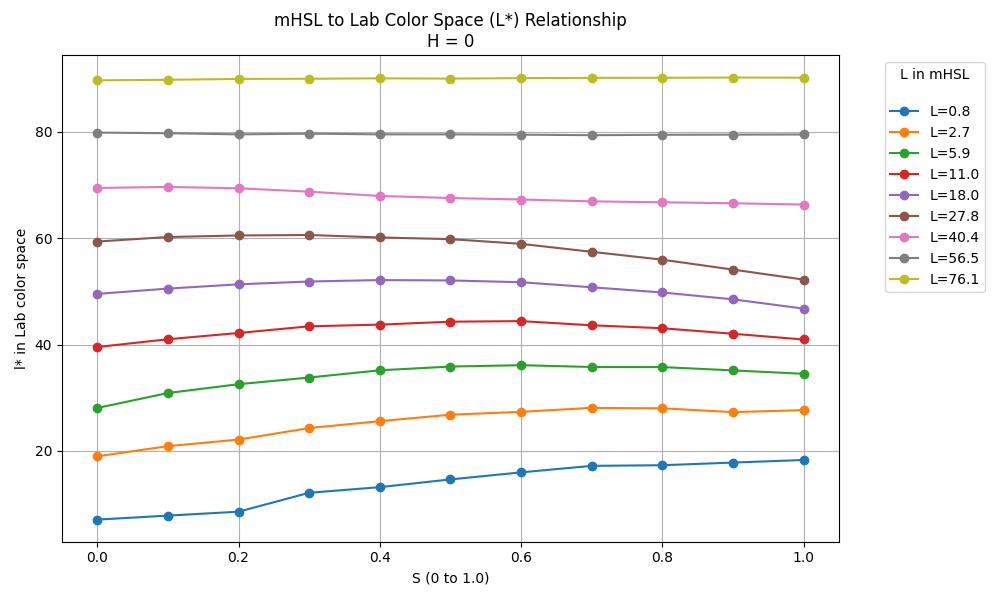 mHSL to Lab Color Space (L*) Relationship
H = 0
l* in Lab color space
80
60
40
20
0.0 0.2 0.4 0.6 0.8 1.0
S (0 to 1.0)
L in mHSL
L=0.8
L=2.7
L=5.9
L=11.0
L=18.0
L=27.8
L=40.4
L=56.5
L=76.1